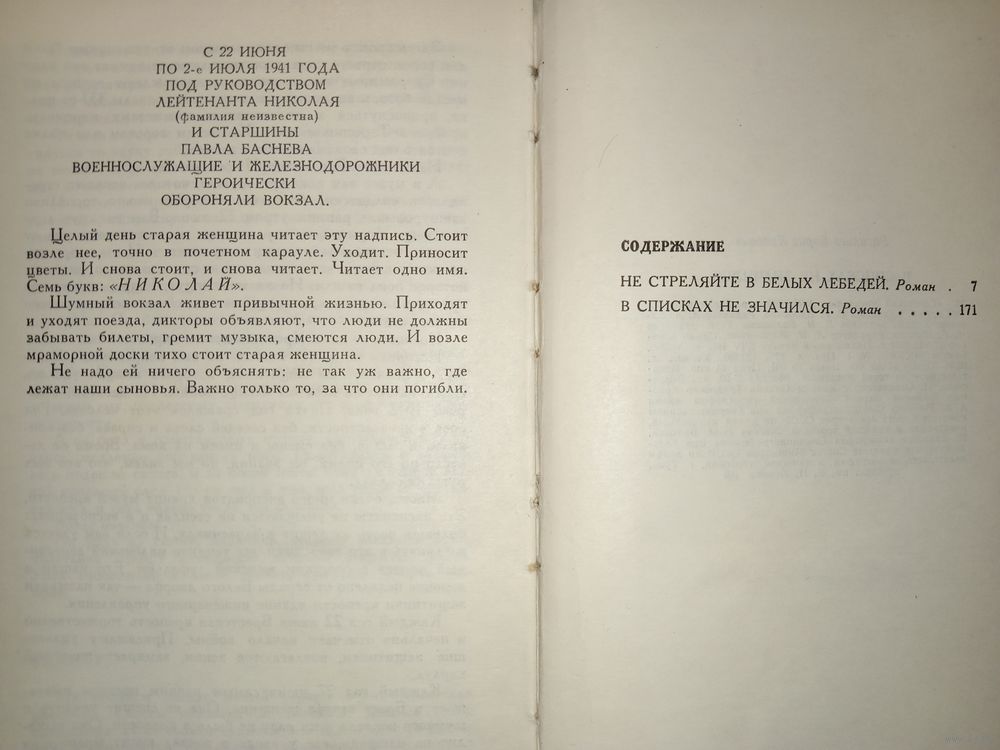 С 22 ИЮНЯ
ПО 2-е ИЮЛЯ 1941 ГОДА
ПОД РУКОВОДСТВОМ
ЛЕЙТЕНАНТА НИКОЛАЯ
(фамилия неизвестна)
И СТАРШИНЫ
ПАВЛА БАСНЕВА
ВОЕННОСЛУЖАЩИЕ И ЖЕЛЕЗНОДОРОЖНИКИ
ГЕРОИЧЕСКИ
ОБОРОНЯЛИ ВОКЗАЛ.
Целый день старая женщина читает эту надпись. Стоит
возле нее, точно в почетном карауле. Уходит. Приносит
цветы. И снова стоит, и снова читает. Читает одно имя.
Семь букв: «НИКОЛАЙ».
Шумный вокзал живет привычной жизнью. Приходят
и уходят поезда, дикторы объявляют, что люди не должны
забывать билеты, гремит музыка, смеются люди. И возле
мраморной доски тихо стоит старая женщина.
Не надо ей ничего объяснять: не так уж важно, где
лежат наши сыновья. Важно только то, за что они погибли.
СОДЕРЖАНИЕ
НЕ СТРЕЛЯЙТЕ В БЕЛЫХ ЛЕБЕДЕЙ. Роман . 7
В СПИСКАХ НЕ ЗНАЧИЛСЯ. Роман . . . . . 171